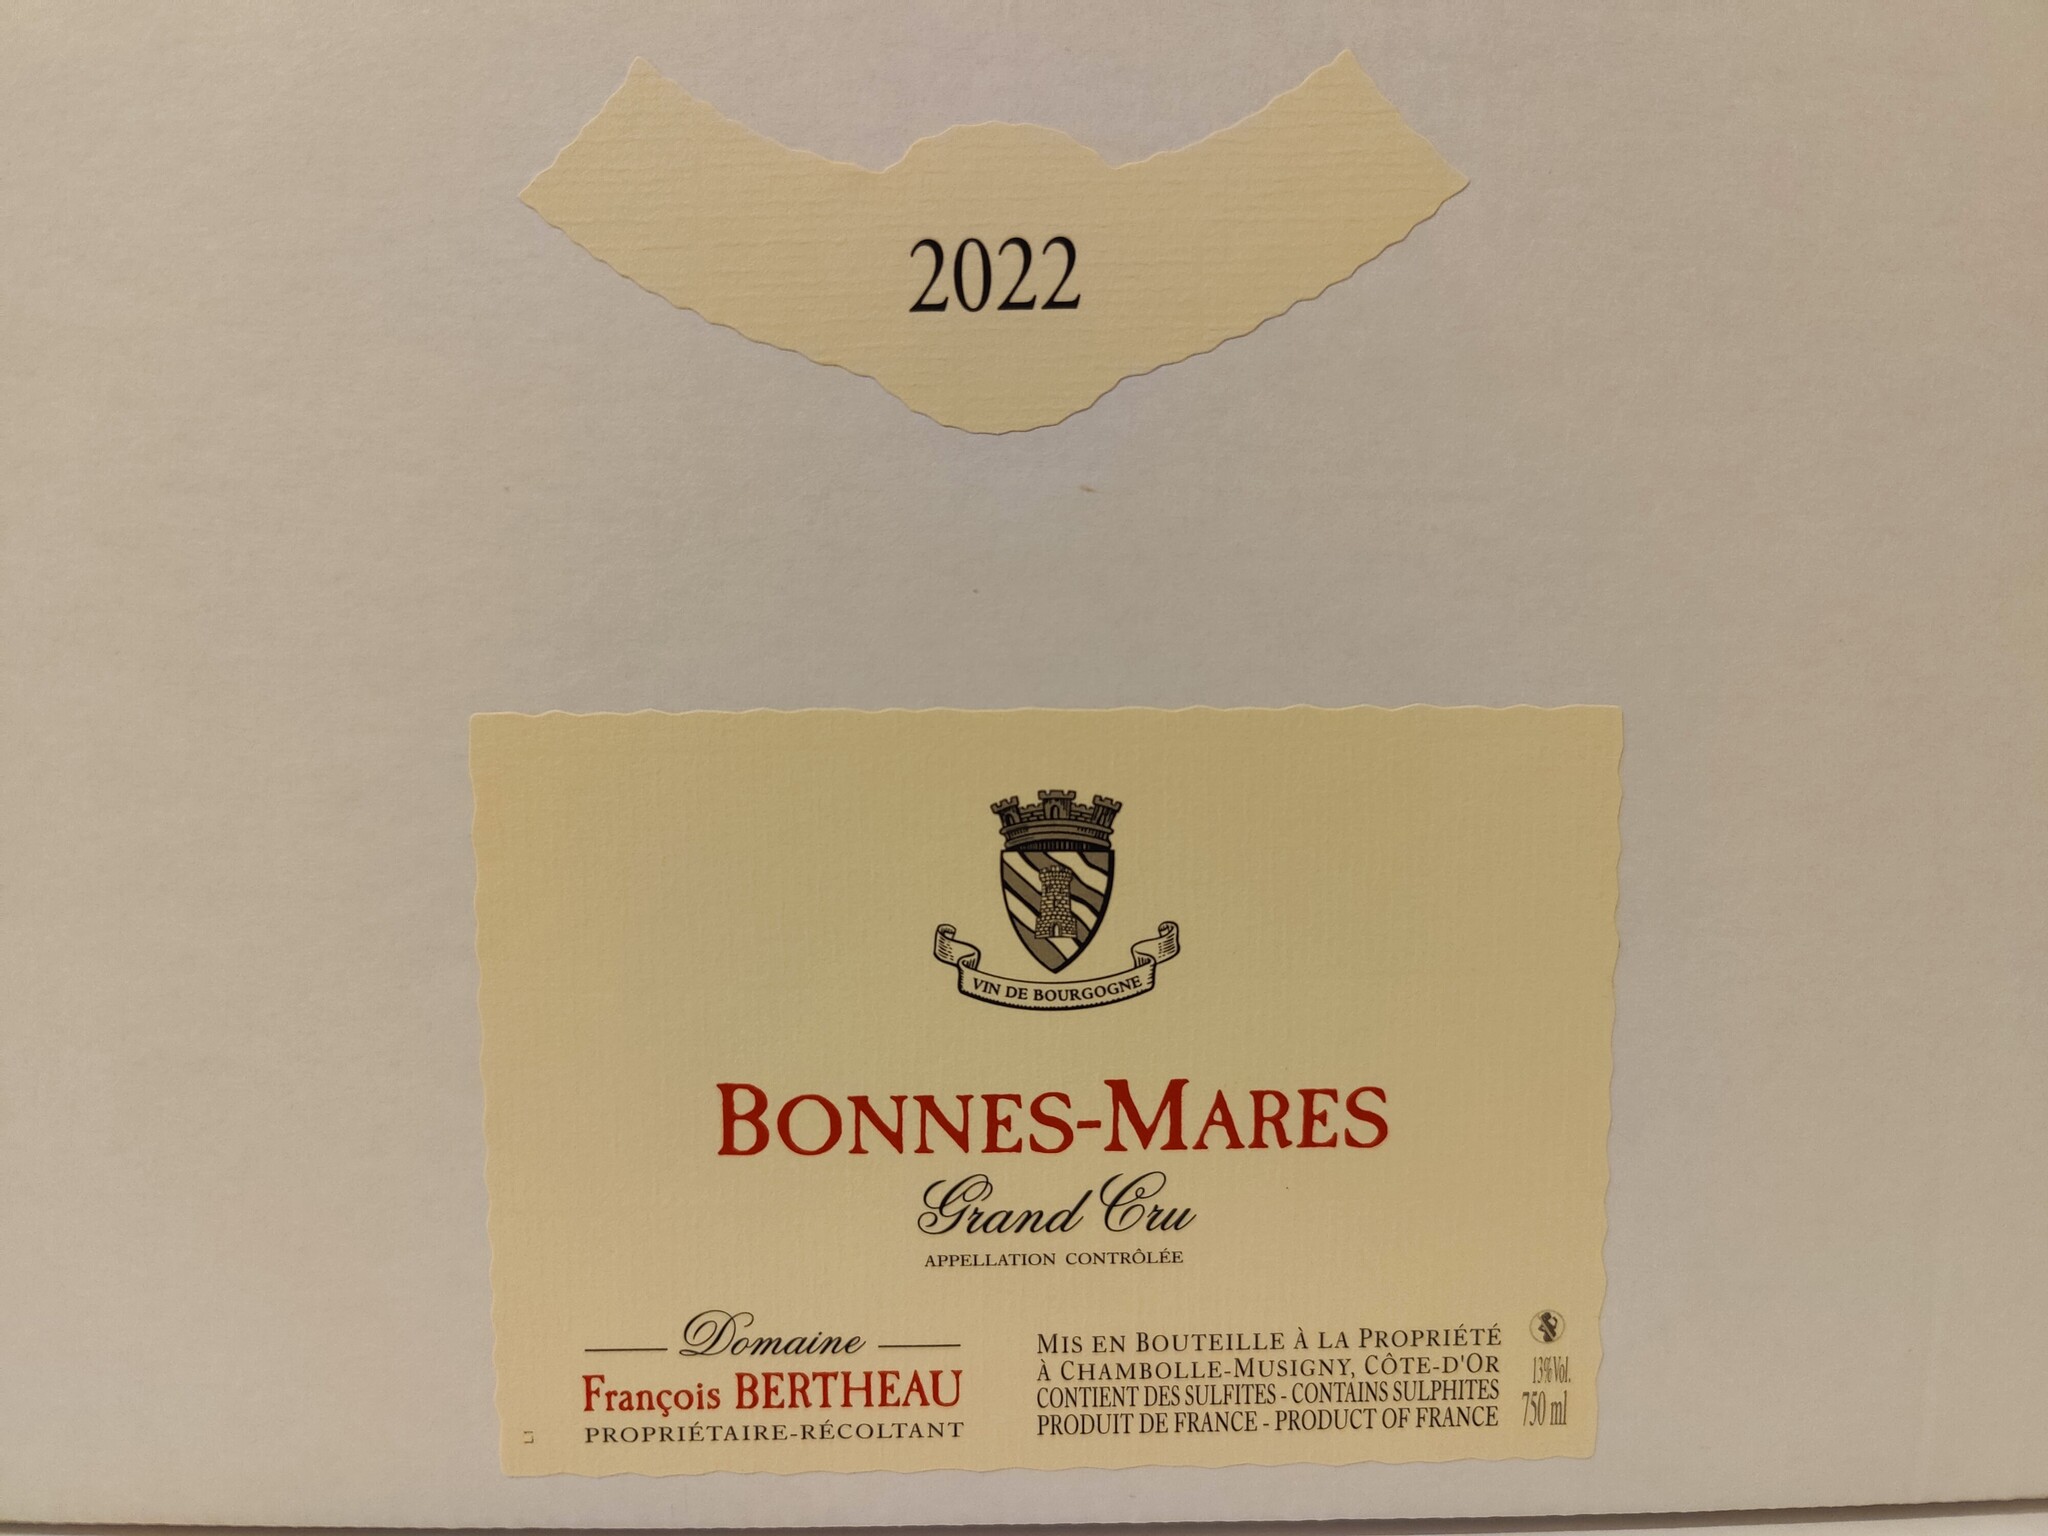 2022
VIN DE BOURGOGNE
BONNES-MARES
Grand Cru
APPELLATION CONTRÔLÉE
Domaine
François BERTHEAU
PROPRIÉTAIRE-RÉCOLTANT
MIS EN BOUTEILLE À LA PROPRIÉTÉ
À CHAMBOLLE-MUSIGNY, CÔTE-D'OR
CONTIENT DES SULFITES - CONTAINS SULPHITES
PRODUIT DE FRANCE - PRODUCT OF FRANCE
13% Vol.
750 ml